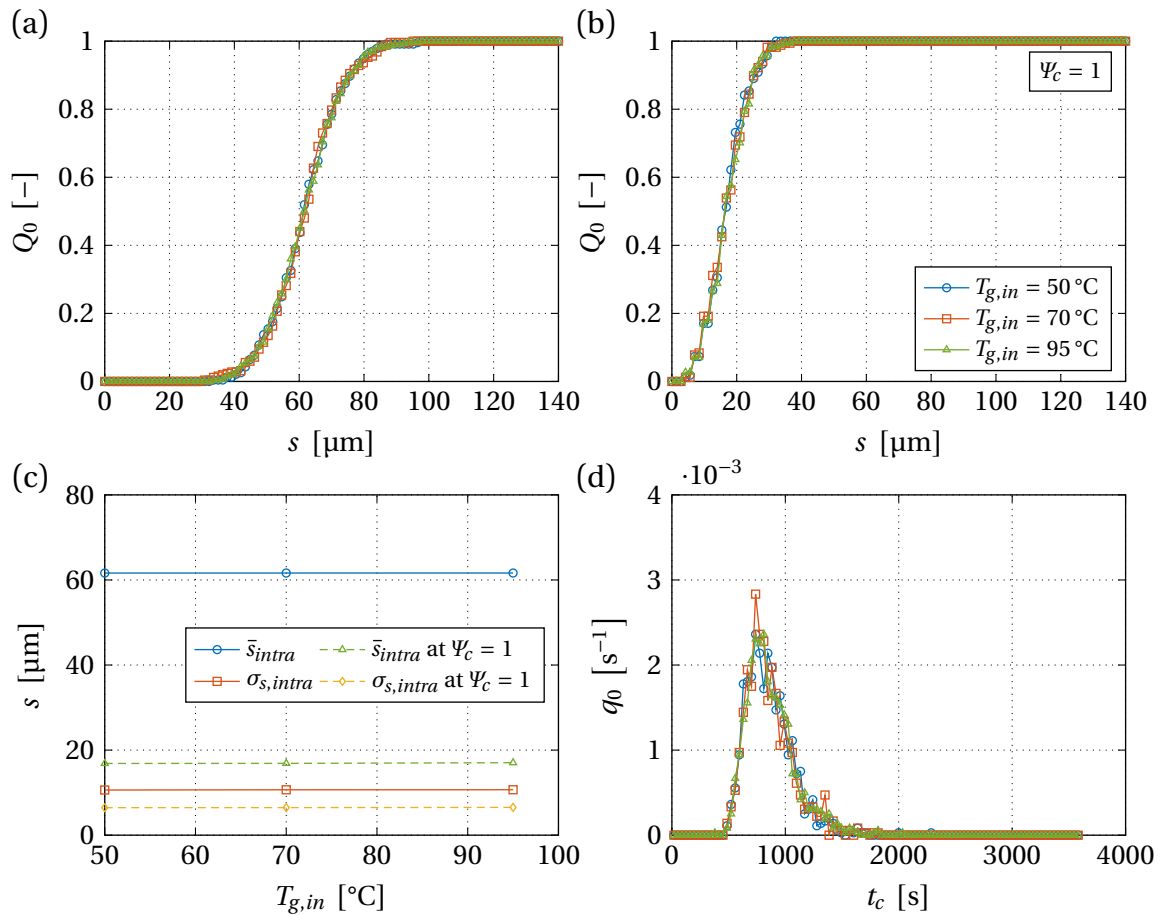 (a)
1
0.8
0.6
0.4
0.2
0
Q₀ [−]
0 20 40 60 80 100 120 140
s [µm]
(b)
1
0.8
0.6
0.4
0.2
0
Q₀ [−]
Ψc = 1
Tg,in = 50 °C
Tg,in = 70 °C
Tg,in = 95 °C
0 20 40 60 80 100 120 140
s [µm]
(c)
80
60
40
20
0
s [µm]
s̄intra
σs,intra
s̄intra at Ψc = 1
σs,intra at Ψc = 1
50 60 70 80 90 100
Tg,in [°C]
(d)
·10⁻³
4
3
2
1
0
q₀ [s⁻¹]
0 1000 2000 3000 4000
tc [s]